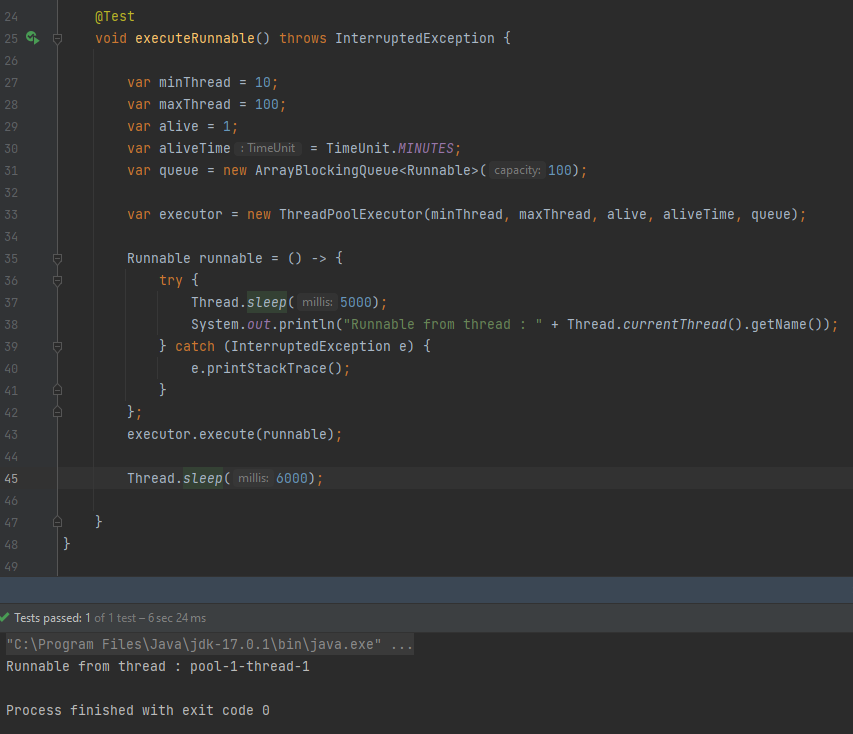 24 @Test
25 void executeRunnable() throws InterruptedException {
26
27 var minThread = 10;
28 var maxThread = 100;
29 var alive = 1;
30 var aliveTime : TimeUnit = TimeUnit.MINUTES;
31 var queue = new ArrayBlockingQueue<Runnable>( capacity: 100);
32
33 var executor = new ThreadPoolExecutor(minThread, maxThread, alive, aliveTime, queue);
34
35 Runnable runnable = () -> {
36 try {
37 Thread.sleep( millis: 5000);
38 System.out.println("Runnable from thread : " + Thread.currentThread().getName());
39 } catch (InterruptedException e) {
40 e.printStackTrace();
41 }
42 };
43 executor.execute(runnable);
44
45 Thread.sleep( millis: 6000);
46
47 }
48 }
49
Tests passed: 1 of 1 test – 6 sec 24 ms
"C:\Program Files\Java\jdk-17.0.1\bin\java.exe" ...
Runnable from thread : pool-1-thread-1
Process finished with exit code 0